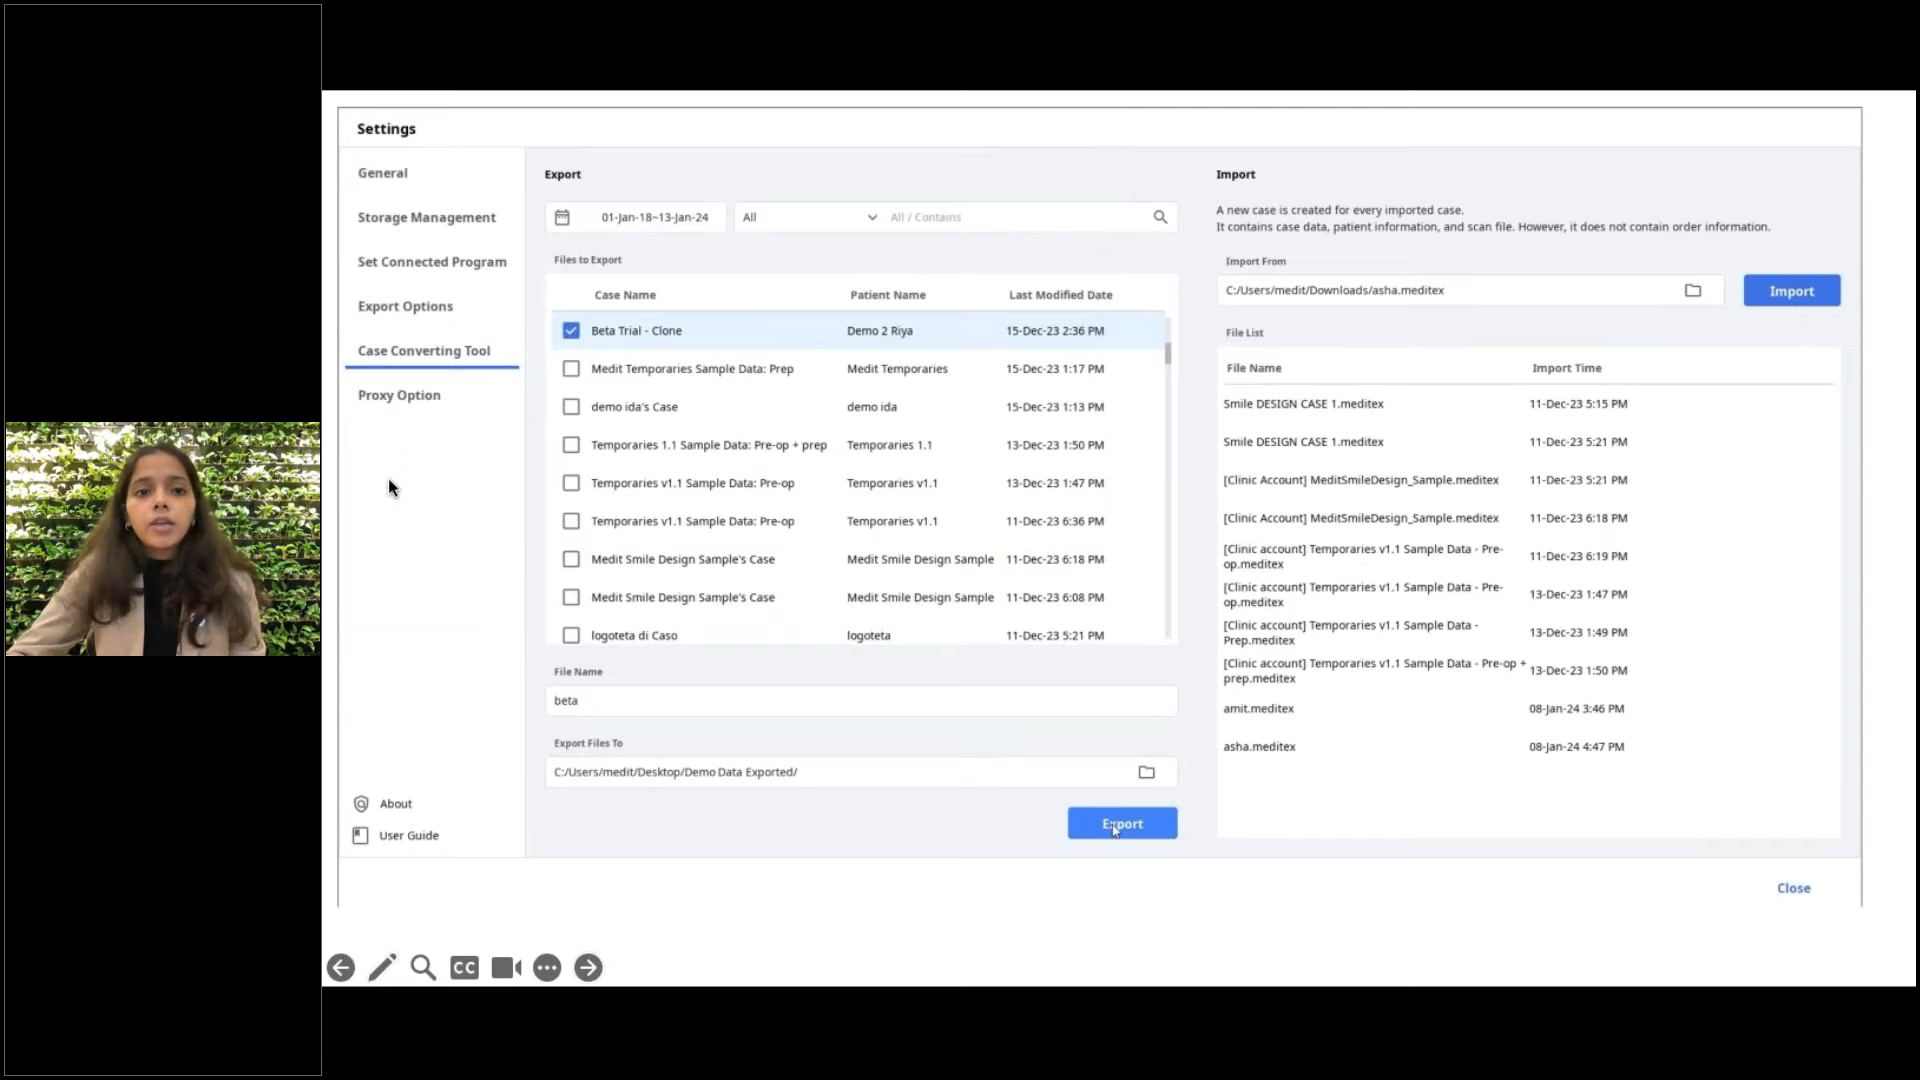 Settings
General
Storage Management
Set Connected Program
Export Options
Case Converting Tool
Proxy Option
About
User Guide
Export
01-Jan-18~13-Jan-24
All
All / Contains
Files to Export
Case Name Patient Name Last Modified Date
Beta Trial - Clone Demo 2 Riya 15-Dec-23 2:36 PM
Medit Temporaries Sample Data: Prep Medit Temporaries 15-Dec-23 1:17 PM
demo ida's Case demo ida 15-Dec-23 1:13 PM
Temporaries 1.1 Sample Data: Pre-op + prep Temporaries 1.1 13-Dec-23 1:50 PM
Temporaries v1.1 Sample Data: Pre-op Temporaries v1.1 13-Dec-23 1:47 PM
Temporaries v1.1 Sample Data: Pre-op Temporaries v1.1 11-Dec-23 6:36 PM
Medit Smile Design Sample's Case Medit Smile Design Sample 11-Dec-23 6:18 PM
Medit Smile Design Sample's Case Medit Smile Design Sample 11-Dec-23 6:08 PM
logoteta di Caso logoteta 11-Dec-23 5:21 PM
File Name
beta
Export Files To
C:/Users/medit/Desktop/Demo Data Exported/
Export
Import
A new case is created for every imported case.
It contains case data, patient information, and scan file. However, it does not contain order information.
Import From
C:/Users/medit/Downloads/asha.meditex
Import
File List
File Name Import Time
Smile DESIGN CASE 1.meditex 11-Dec-23 5:15 PM
Smile DESIGN CASE 1.meditex 11-Dec-23 5:21 PM
[Clinic Account] MeditSmileDesign_Sample.meditex 11-Dec-23 5:21 PM
[Clinic Account] MeditSmileDesign_Sample.meditex 11-Dec-23 6:18 PM
[Clinic account] Temporaries v1.1 Sample Data - Pre-
op.meditex 11-Dec-23 6:19 PM
[Clinic account] Temporaries v1.1 Sample Data - Pre-
op.meditex 13-Dec-23 1:47 PM
[Clinic account] Temporaries v1.1 Sample Data -
Prep.meditex 13-Dec-23 1:49 PM
[Clinic account] Temporaries v1.1 Sample Data - Pre-op +
prep.meditex 13-Dec-23 1:50 PM
amit.meditex 08-Jan-24 3:46 PM
asha.meditex 08-Jan-24 4:47 PM
Close
CC